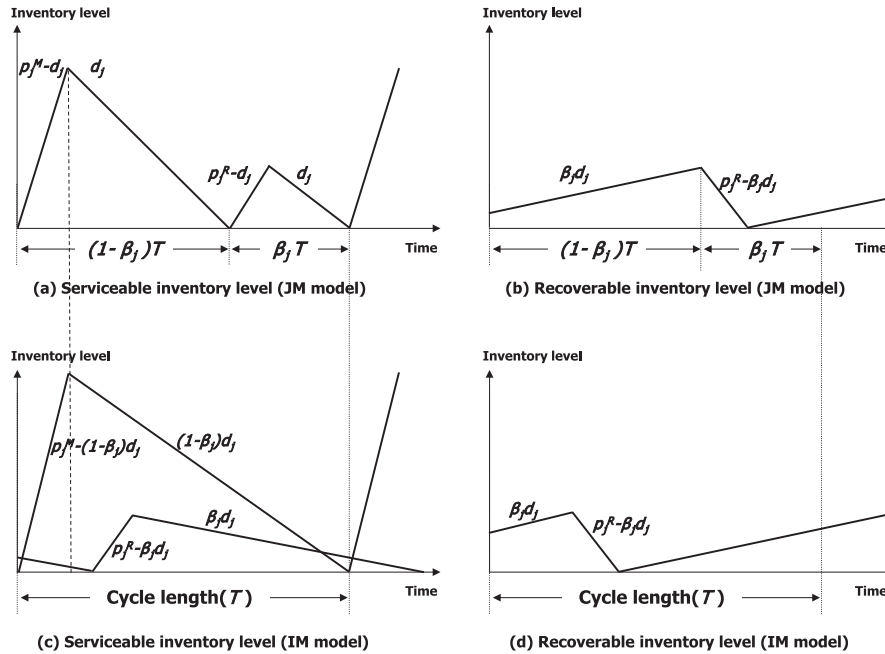 Inventory level
p_j^M-d_j
d_j
p_j^R-d_j
d_j
Time
(1- β_j)T
β_j T
(a) Serviceable inventory level (JM model)
Inventory level
β_j d_j
p_j^R-β_j d_j
Time
(1- β_j)T
β_j T
(b) Recoverable inventory level (JM model)
Inventory level
p_j^M-(1-β_j)d_j
(1-β_j)d_j
β_j d_j
p_j^R-β_j d_j
Time
Cycle length(T)
(c) Serviceable inventory level (IM model)
Inventory level
β_j d_j
p_j^R-β_j d_j
Time
Cycle length(T)
(d) Recoverable inventory level (IM model)